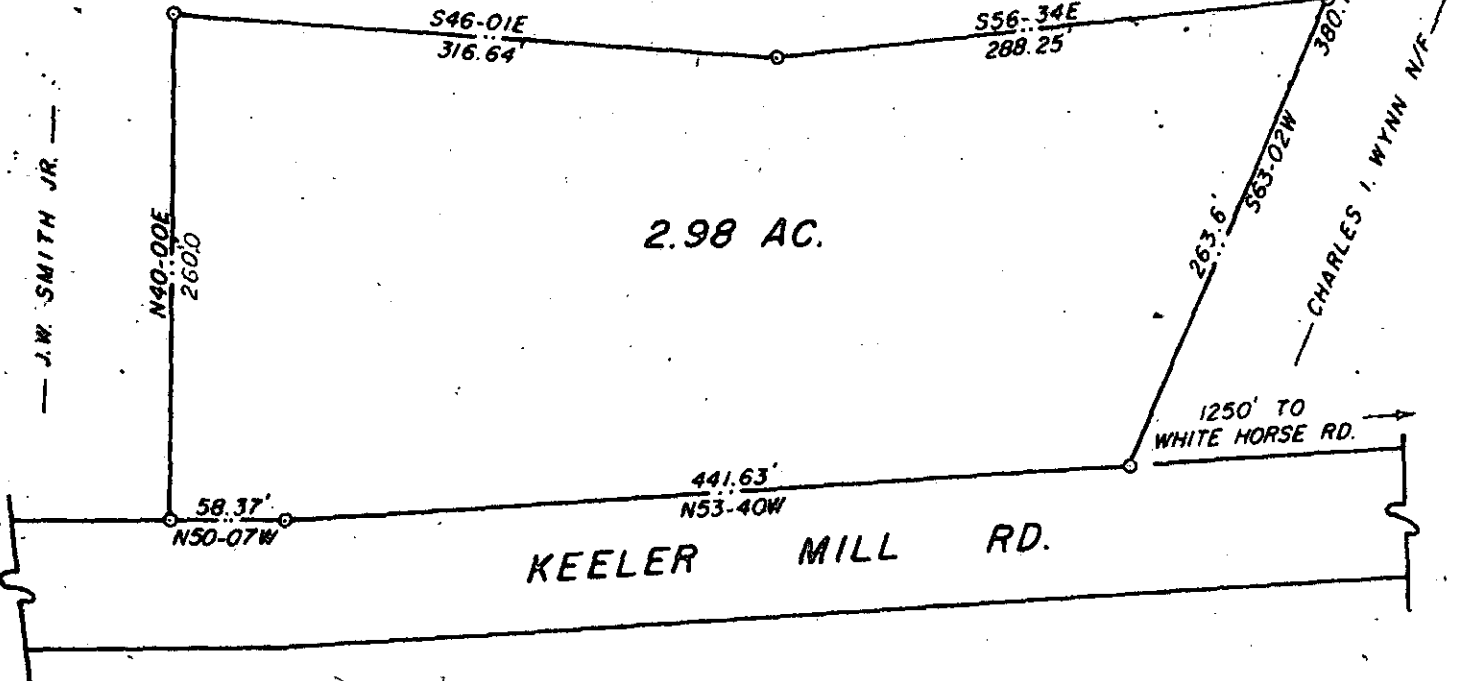 S46-01E
316.64'
S56-34E
288.25'
J.W. SMITH JR.
N40-00E
260.0'
2.98 AC.
263.6'
S63-02W
CHARLES I. WYNN N/F
1250' TO
WHITE HORSE RD.
58.37'
N50-07W
441.63'
N53-40W
KEELER MILL RD.